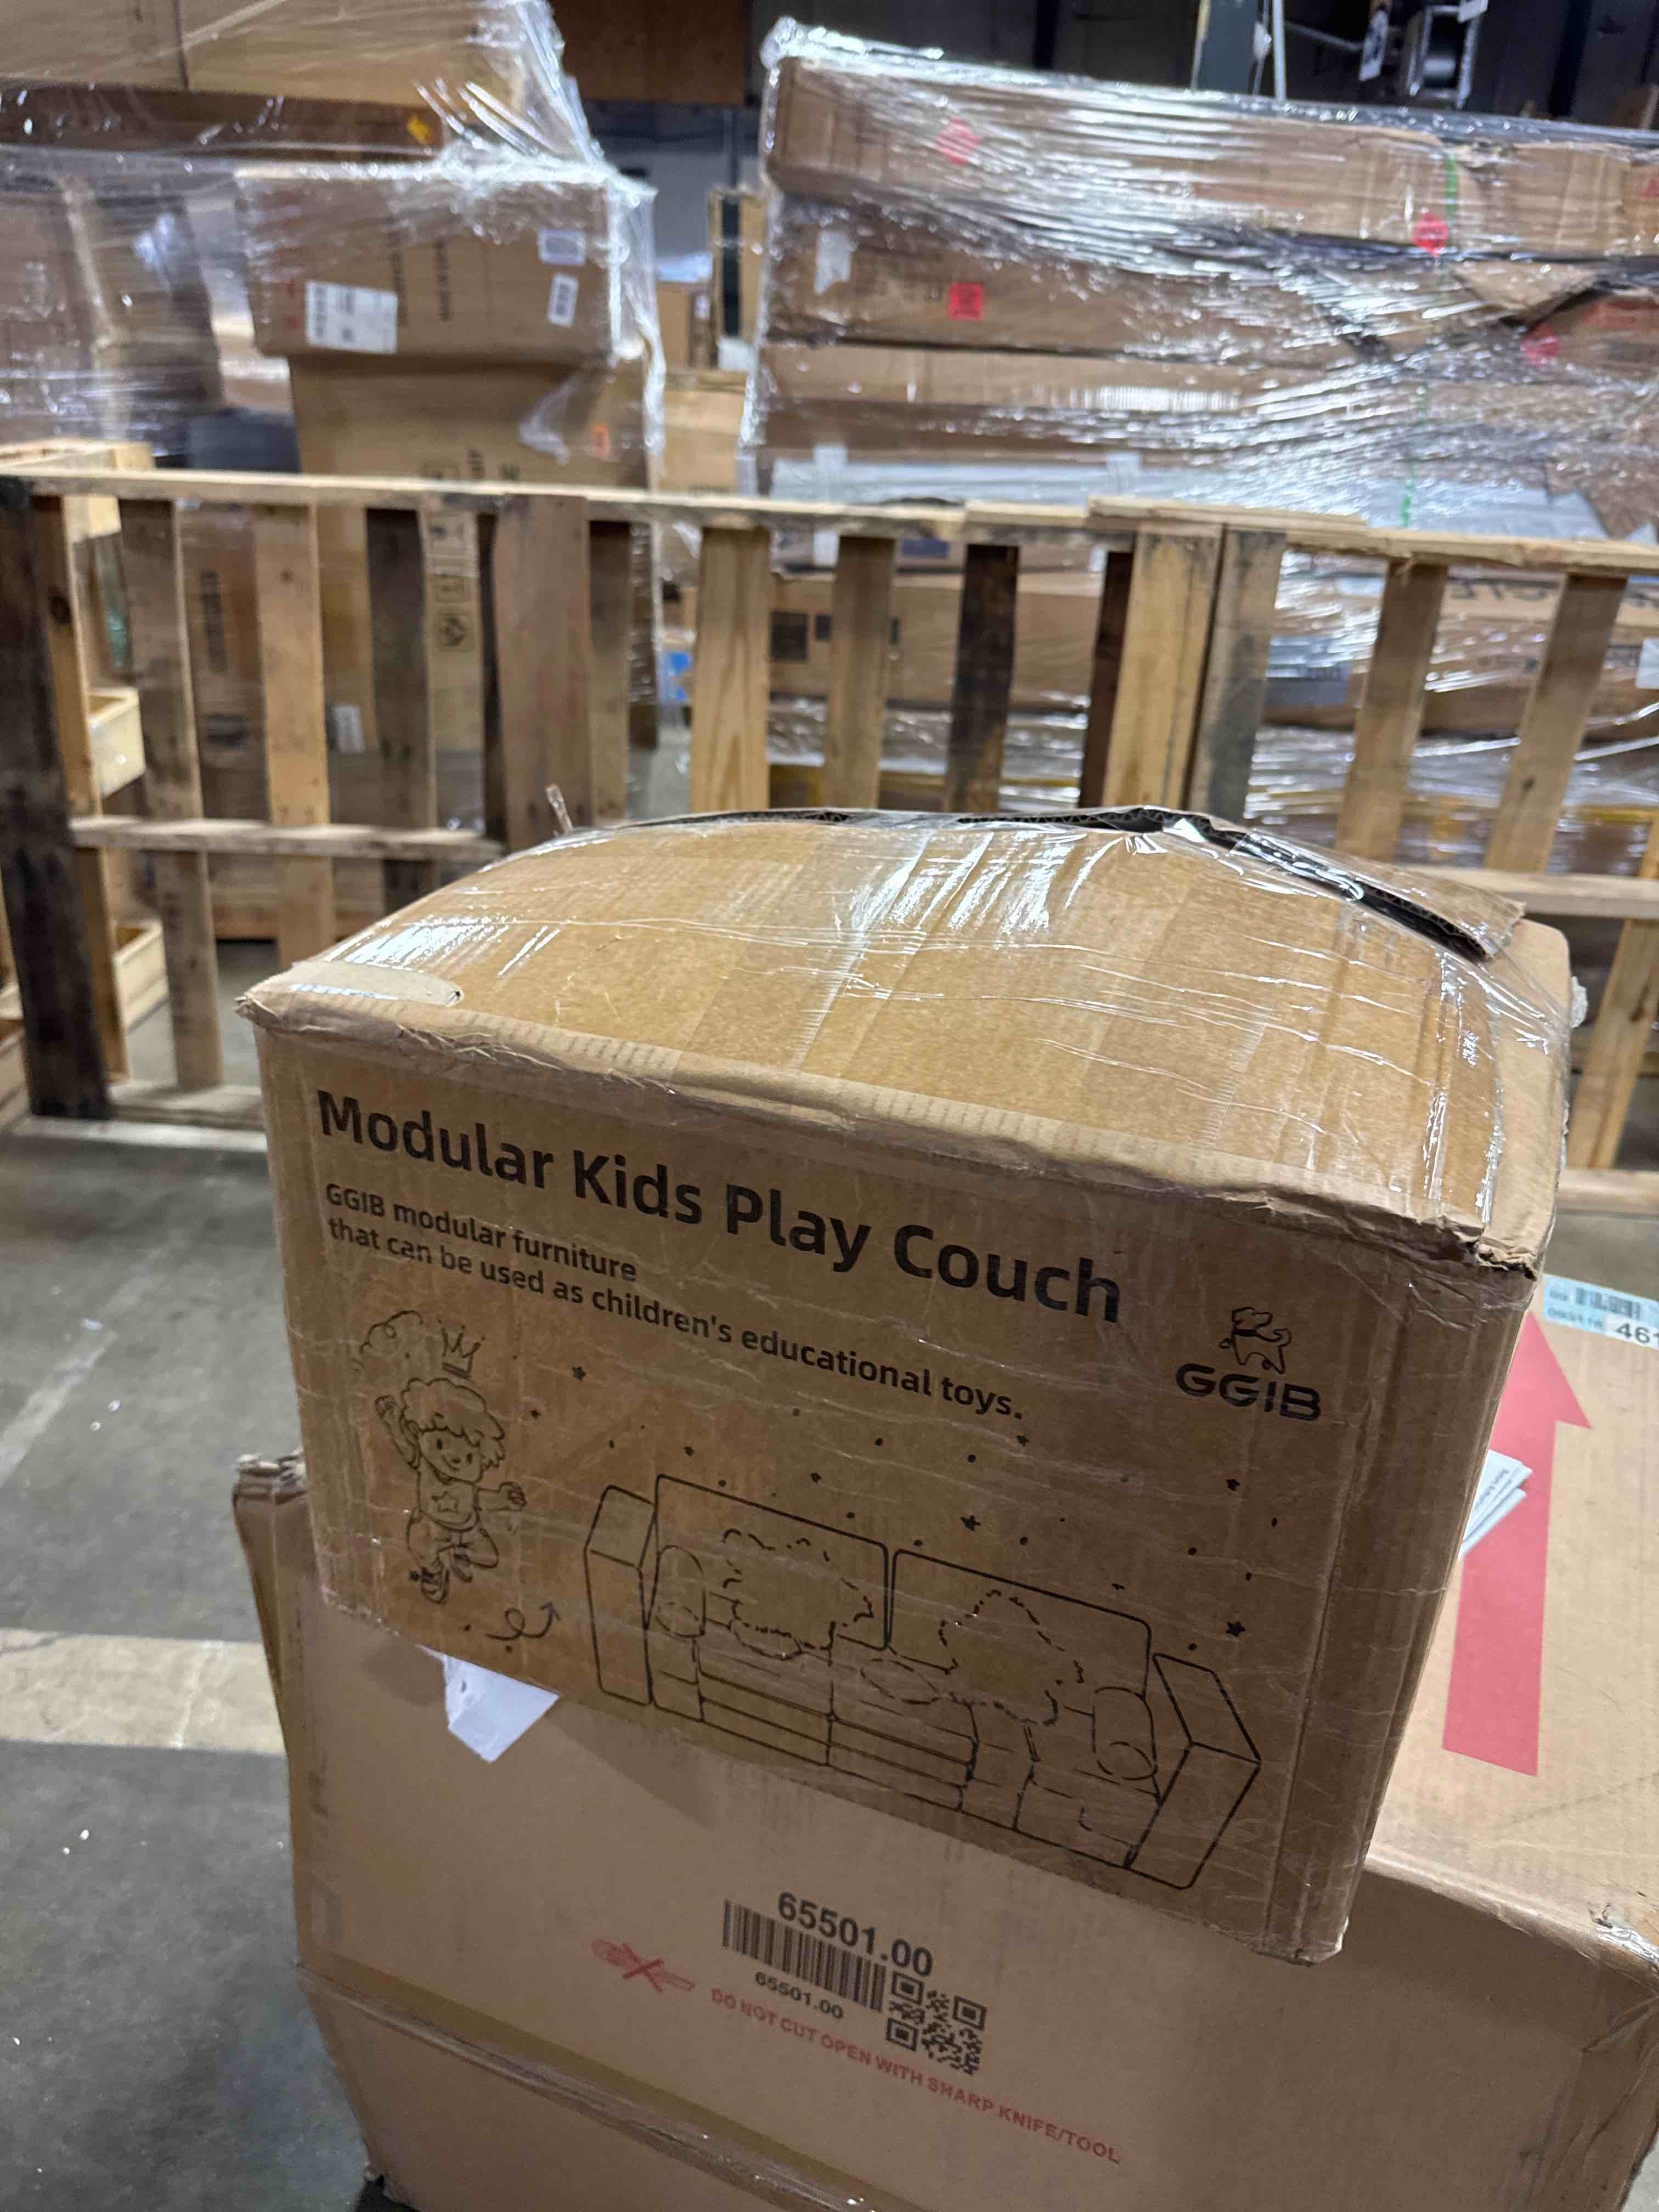 Modular Kids Play Couch
GGIB modular furniture
that can be used as children's educational toys.
GGIB
461
65501.00
65501.00
DO NOT CUT OPEN WITH SHARP KNIFE/TOOL